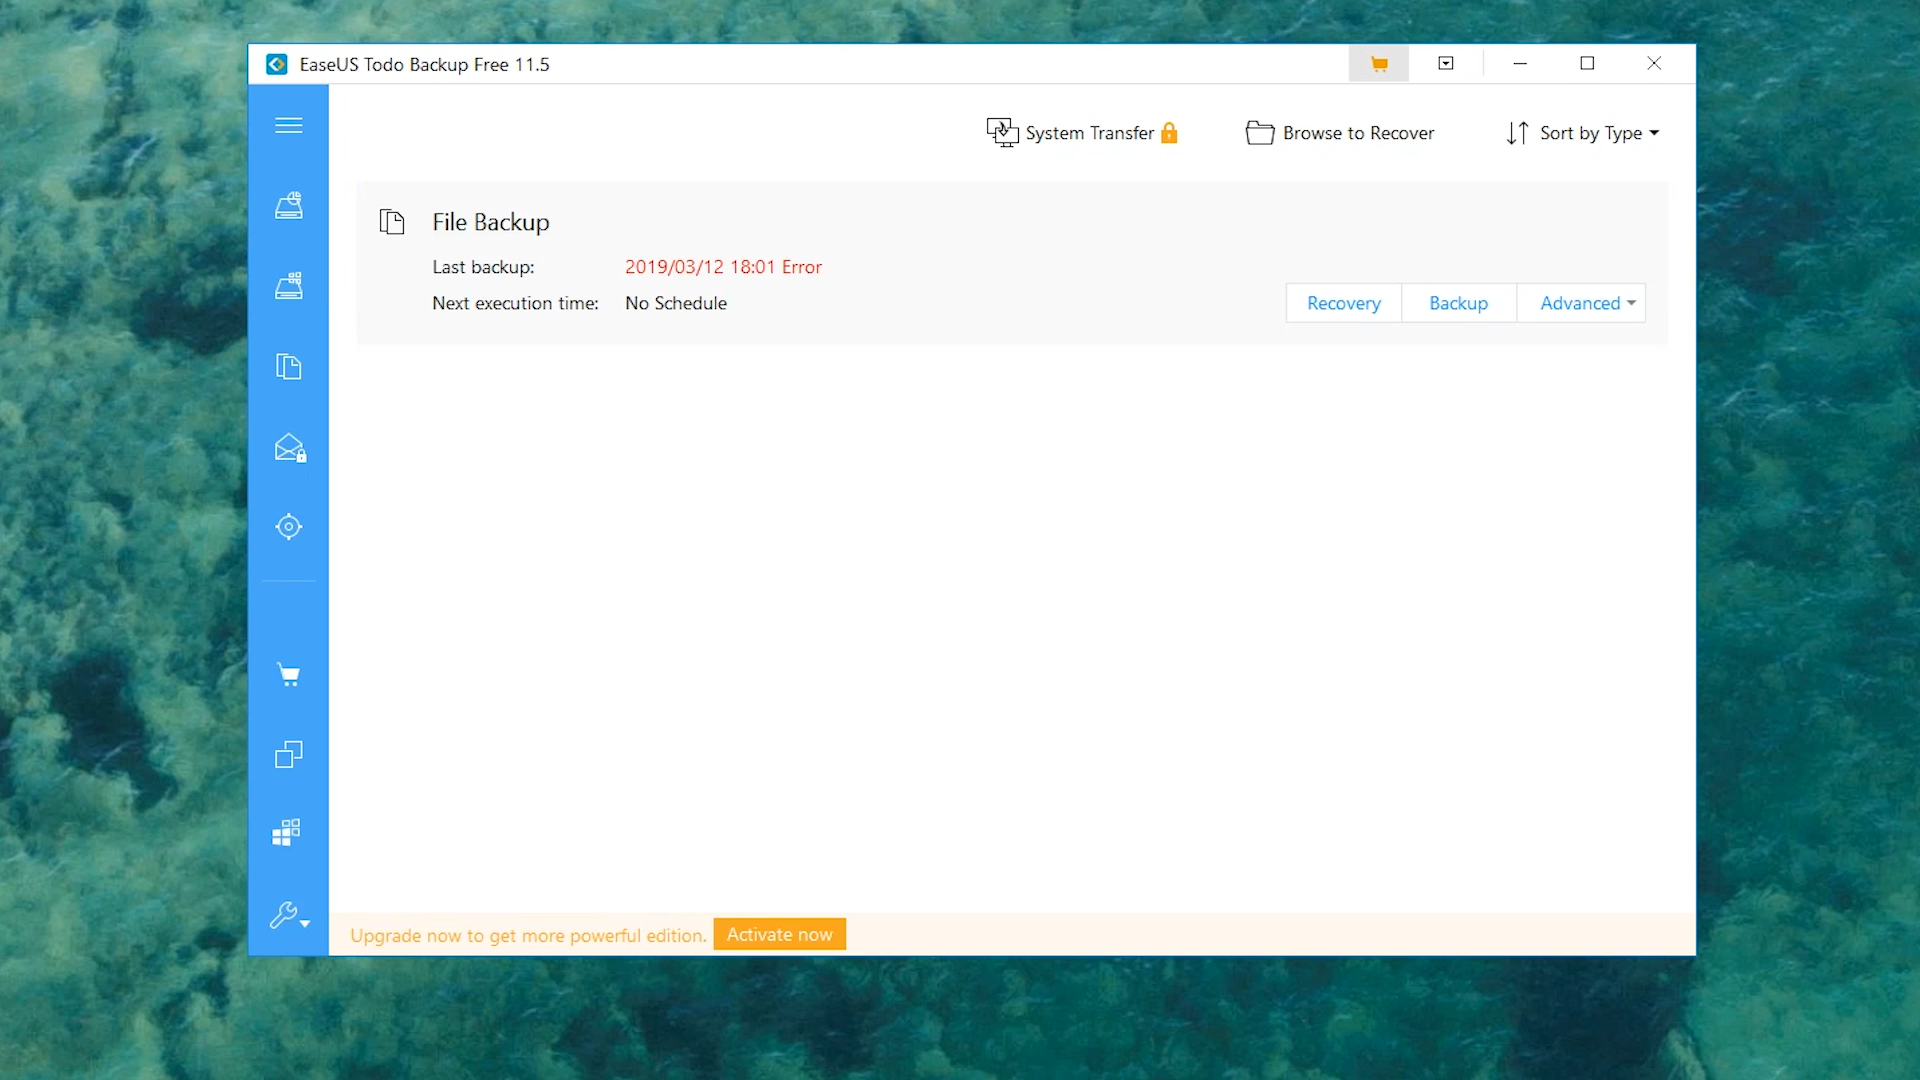 EaseUS Todo Backup Free 11.5
System Transfer
Browse to Recover
Sort by Type
File Backup
Last backup: 2019/03/12 18:01 Error
Next execution time: No Schedule
Recovery
Backup
Advanced
Upgrade now to get more powerful edition. Activate now